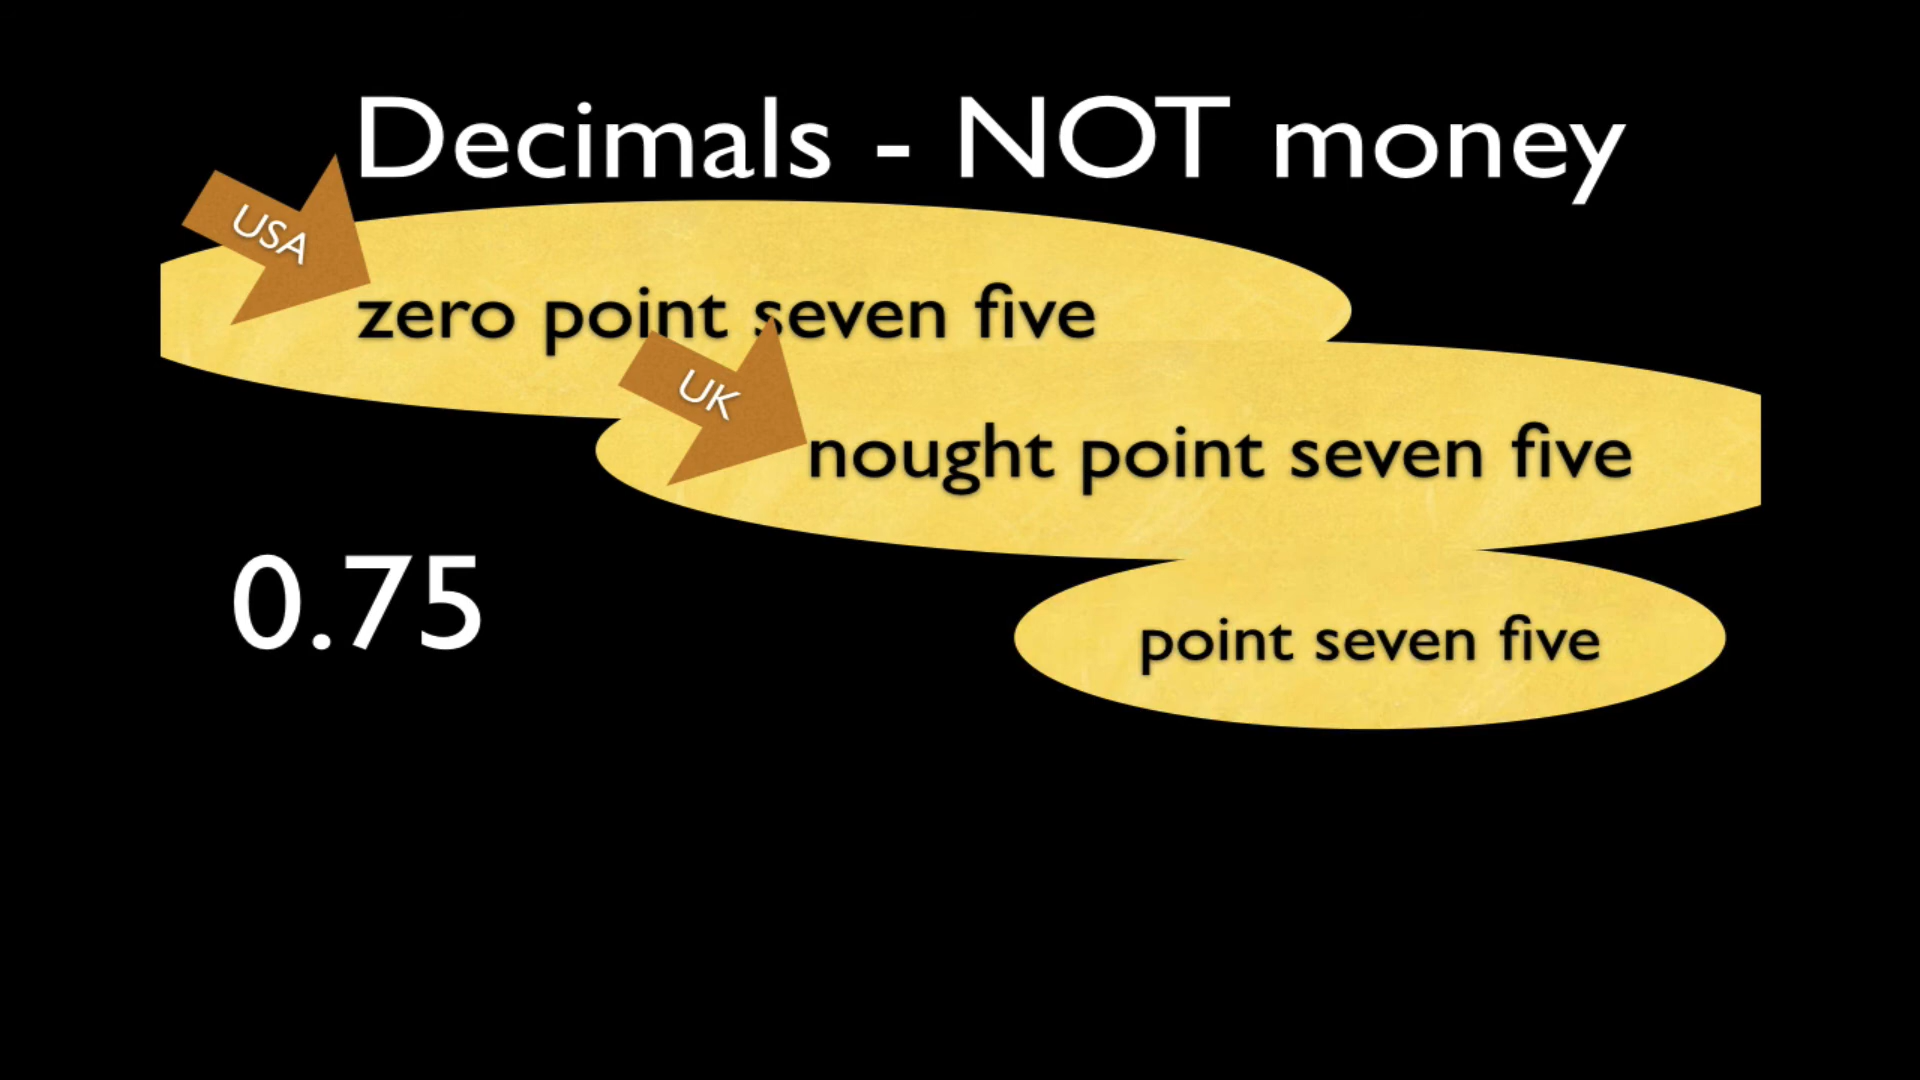 Decimals - NOT money
USA
zero point seven five
UK
nought point seven five
0.75
point seven five